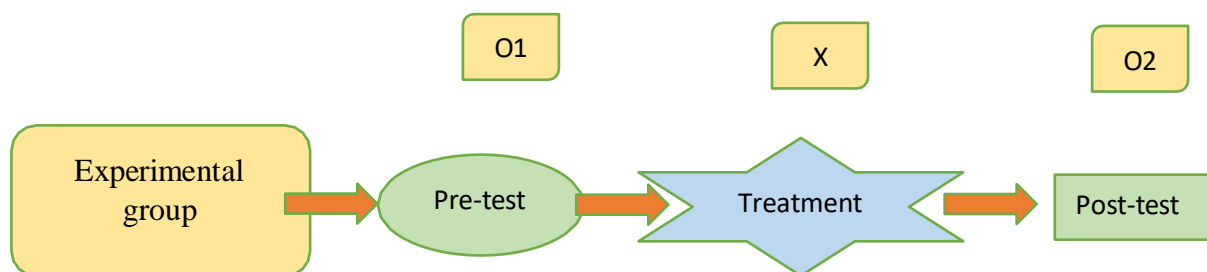 O1
X
O2
Experimental
group
Pre-test
Treatment
Post-test